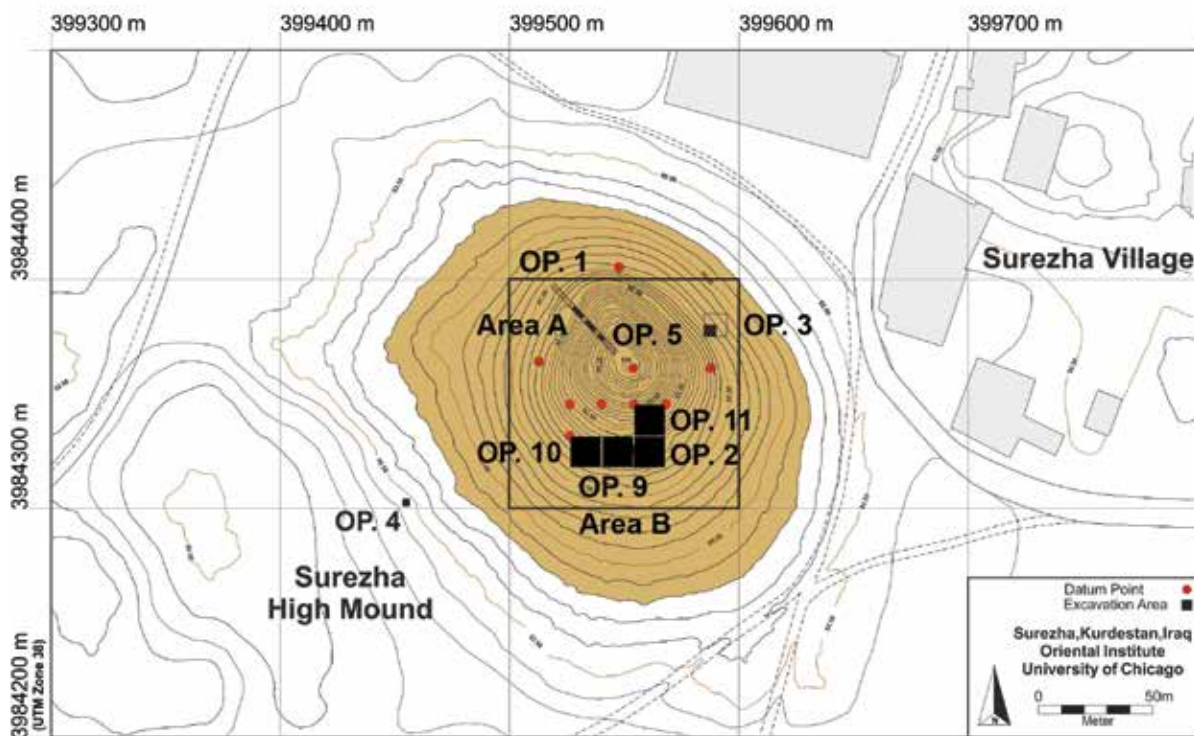 399300 m
399400 m
399500 m
399600 m
399700 m
3984400 m
3984300 m
3984200 m
(UTM Zone 38)
OP. 1
Area A
OP. 5
OP. 3
Surezha Village
OP. 11
OP. 10
OP. 2
OP. 9
OP. 4
Area B
Surezha
High Mound
Datum Point
Excavation Area
Surezha,Kurdestan,Iraq
Oriental Institute
University of Chicago
N
0 50m
Meter